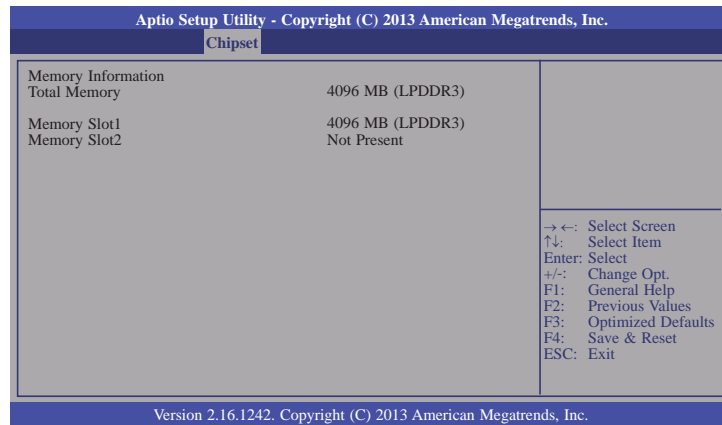 Aptio Setup Utility - Copyright (C) 2013 American Megatrends, Inc.
Chipset
Memory Information
Total Memory 4096 MB (LPDDR3)
Memory Slot1 4096 MB (LPDDR3)
Memory Slot2 Not Present
→ ←: Select Screen
↑↓: Select Item
Enter: Select
+/-: Change Opt.
F1: General Help
F2: Previous Values
F3: Optimized Defaults
F4: Save & Reset
ESC: Exit
Version 2.16.1242. Copyright (C) 2013 American Megatrends, Inc.